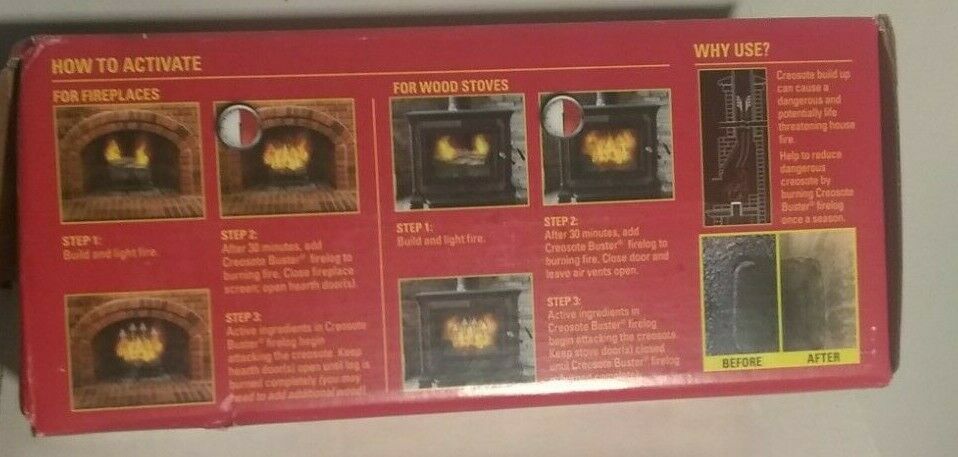 HOW TO ACTIVATE
FOR FIREPLACES
STEP 1:
Build and light fire.
STEP 2:
After 30 minutes, add
Creosote Buster® firelog to
burning fire. Close fireplace
screen; open hearth door(s).
STEP 3:
Active ingredients in Creosote
Buster® firelog begin
attacking the creosote. Keep
hearth door(s) open until log is
burned completely (you may
need to add additional wood).
FOR WOOD STOVES
STEP 1:
Build and light fire.
STEP 2:
After 30 minutes, add
Creosote Buster® firelog to
burning fire. Close door and
leave air vents open.
STEP 3:
Active ingredients in
Creosote Buster® firelog
begin attacking the creosote.
Keep stove door(s) closed
until Creosote Buster® firelog
WHY USE?
Creosote build up
can cause a
dangerous and
potentially life
threatening house
fire.
Help to reduce
dangerous
creosote by
burning Creosote
Buster® firelog
once a season.
BEFORE
AFTER